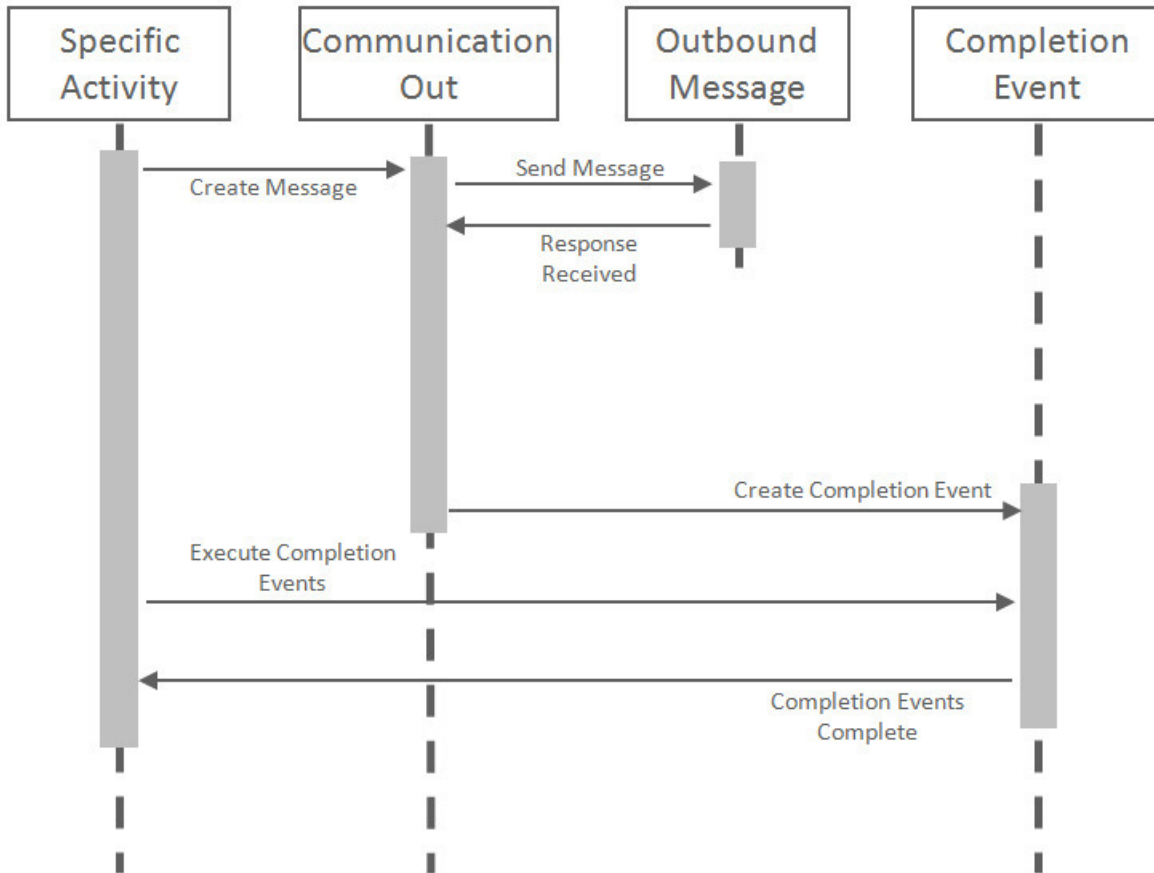 Specific
Activity
Communication
Out
Outbound
Message
Completion
Event
Create Message
Send Message
Response
Received
Create Completion Event
Execute Completion
Events
Completion Events
Complete